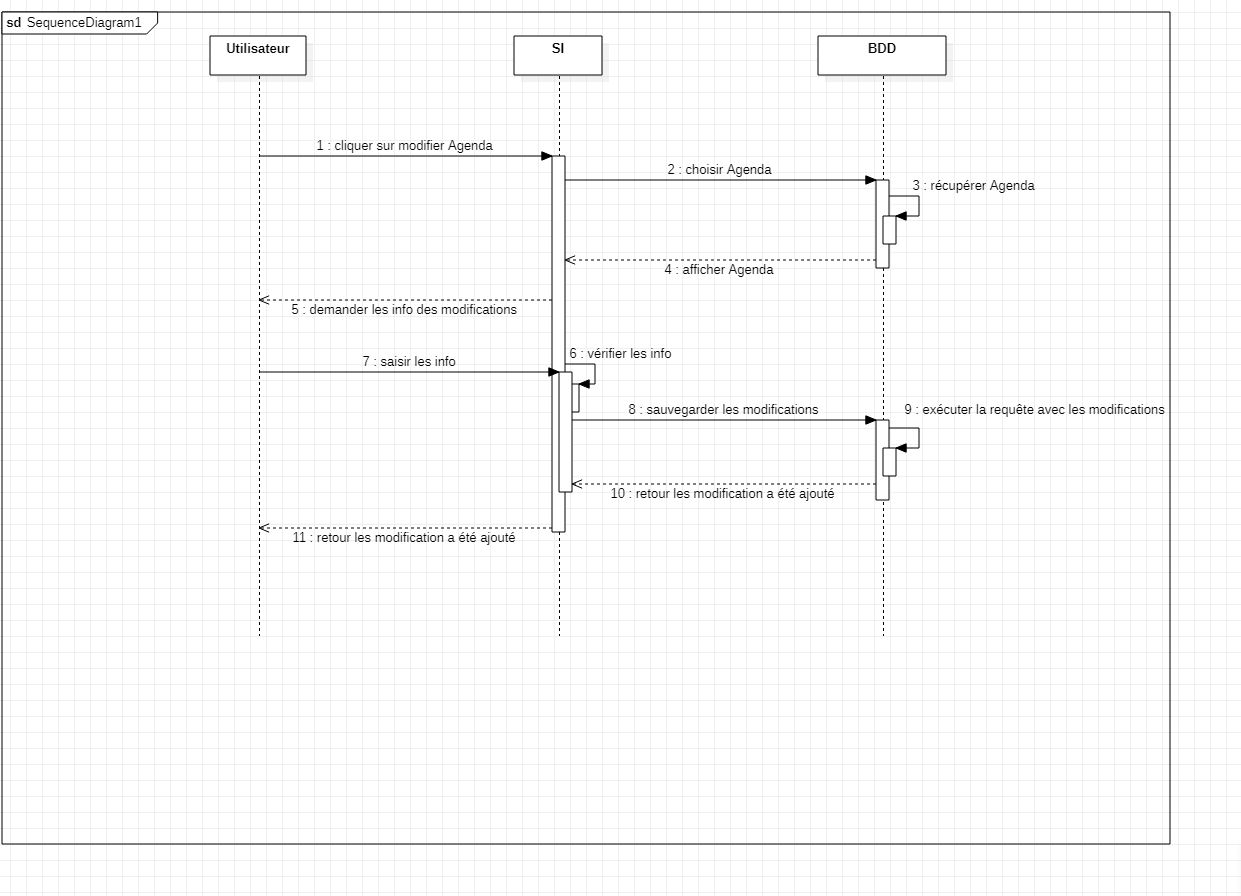 sd SequenceDiagram1
Utilisateur
SI
BDD
1 : cliquer sur modifier Agenda
2 : choisir Agenda
3 : récupérer Agenda
4 : afficher Agenda
5 : demander les info des modifications
6 : vérifier les info
7 : saisir les info
8 : sauvegarder les modifications
9 : exécuter la requête avec les modifications
10 : retour les modification a été ajouté
11 : retour les modification a été ajouté